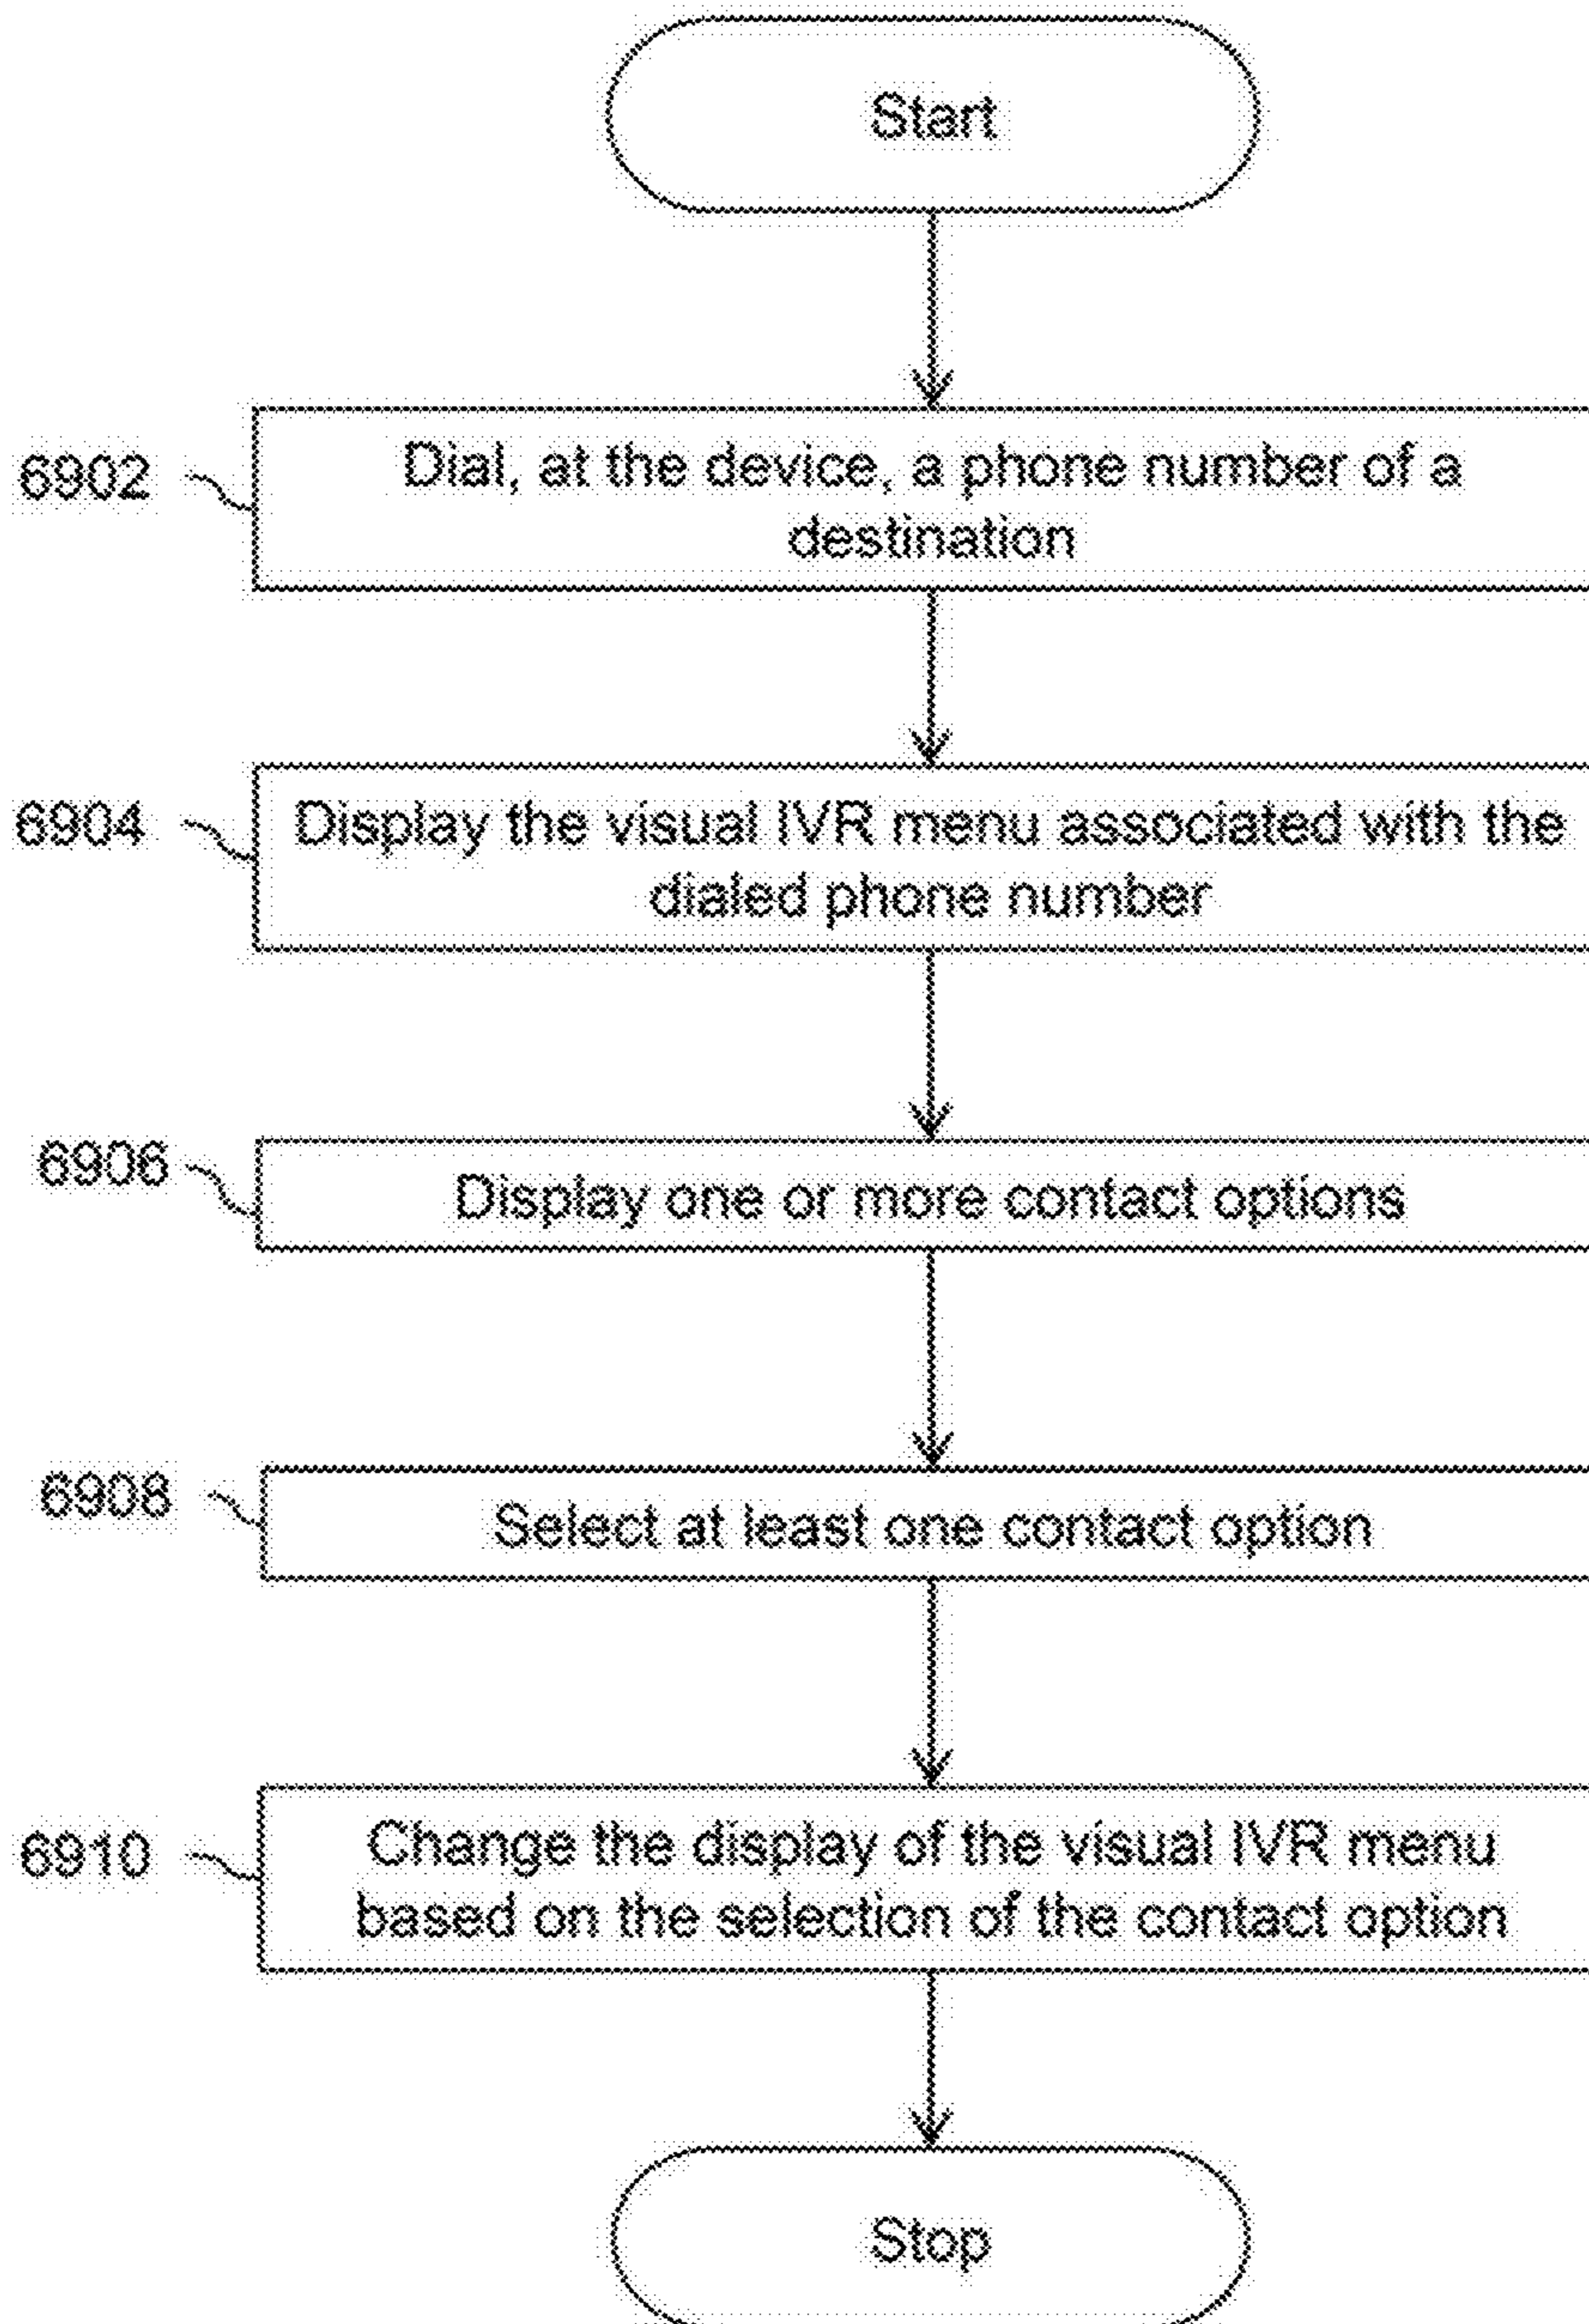 Start
6902
Dial, at the device, a phone number of a
destination
6904
Display the visual IVR menu associated with the
dialed phone number
6906
Display one or more contact options
6908
Select at least one contact option
6910
Change the display of the visual IVR menu
based on the selection of the contact option
Stop